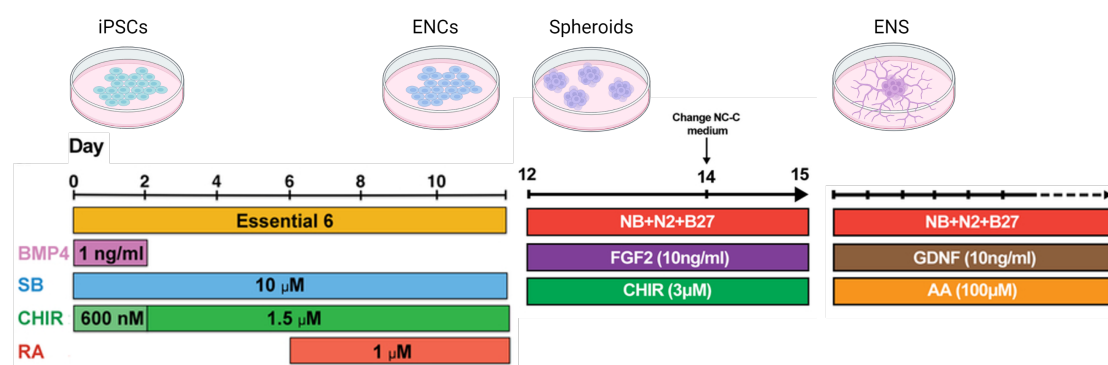 iPSCs
ENCs
Spheroids
ENS
Change NC-C
medium
Day
0 2 4 6 8 10
12 14 15
Essential 6
NB+N2+B27
NB+N2+B27
BMP4 1 ng/ml
FGF2 (10ng/ml)
GDNF (10ng/ml)
SB 10 µM
CHIR (3µM)
AA (100µM)
CHIR 600 nM 1.5 µM
RA 1 µM